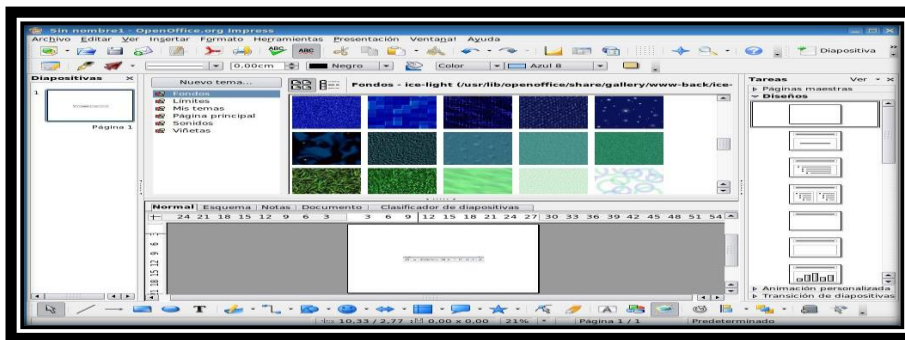 Sin nombre1 - OpenOffice.org Impress
Archivo Editar Ver Insertar Formato Herramientas Presentación Ventana Ayuda
Diapositiva
0,00cm Negro Color Azul 8
Diapositivas
1
Página 1
Nuevo tema...
Fondos
Límites
Mis temas
Página principal
Sonidos
Viñetas
Fondos - ice-light (/usr/lib/openoffice/share/gallery/www-back/ice-
Normal Esquema Notas Documento Clasificador de diapositivas
24 21 18 15 12 9 6 3 3 6 9 12 15 18 21 24 27 30 33 36 39 42 45 48 51 54
Tareas Ver
Páginas maestras
Diseños
Animación personalizada
Transición de diapositivas
10,33 / 2,77 0,00 x 0,00 21% Página 1 / 1 Predeterminado